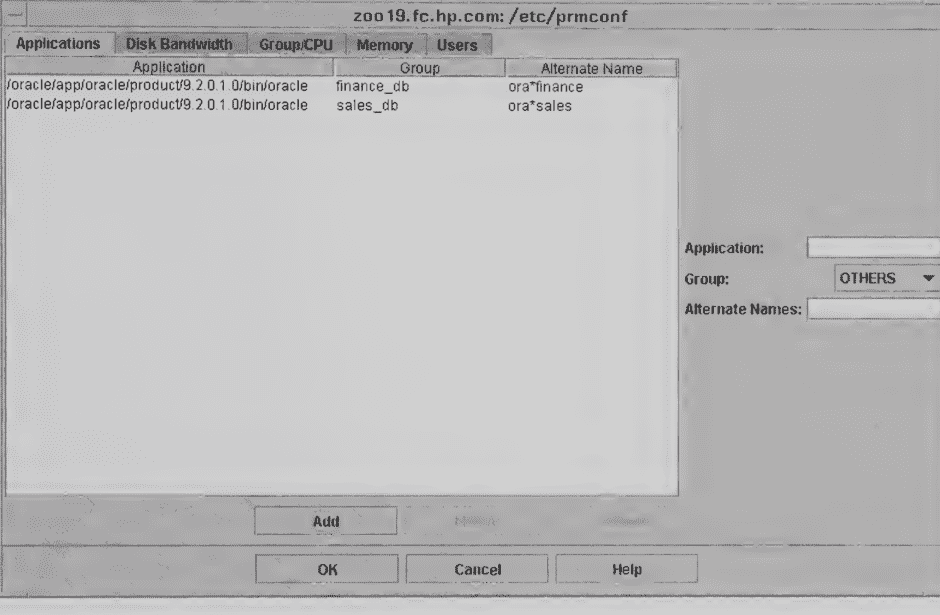 zoo19.fc.hp.com: /etc/prmconf
Applications Disk Bandwidth Group/CPU Memory Users
Application Group Alternate Name
/oracle/app/oracle/product/9.2.0.1.0/bin/oracle finance_db ora*finance
/oracle/app/oracle/product/9.2.0.1.0/bin/oracle sales_db ora*sales
Application:
Group: OTHERS
Alternate Names:
Add
OK Cancel Help